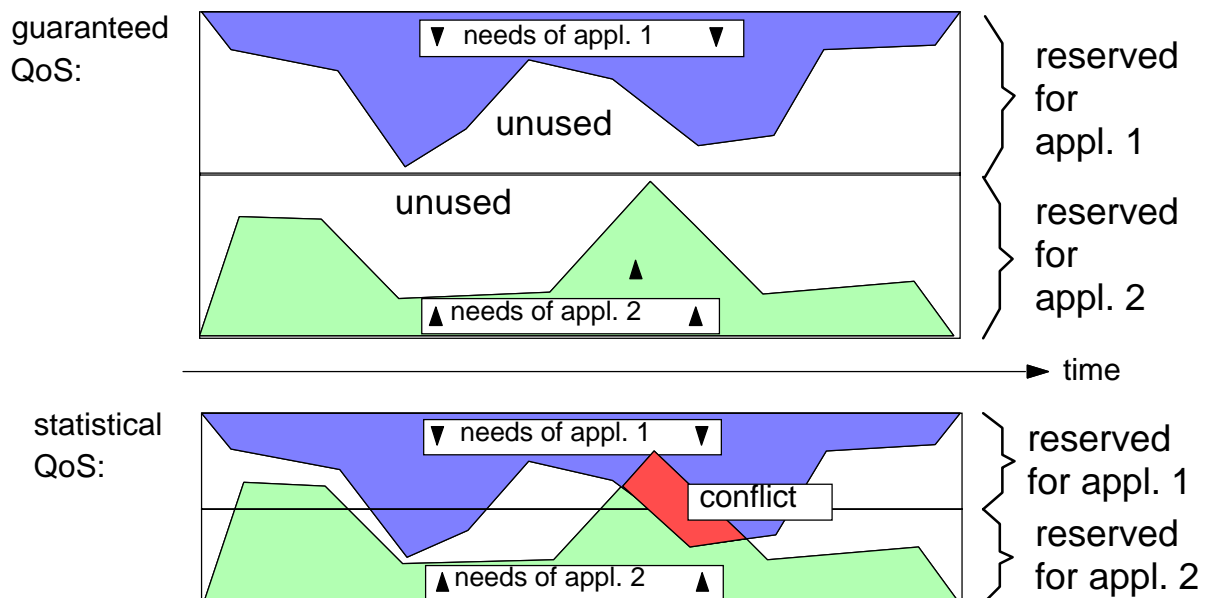 guaranteed
QoS:
needs of appl. 1
unused
reserved
for
appl. 1
unused
needs of appl. 2
reserved
for
appl. 2
time
statistical
QoS:
needs of appl. 1
conflict
needs of appl. 2
reserved
for appl. 1
reserved
for appl. 2